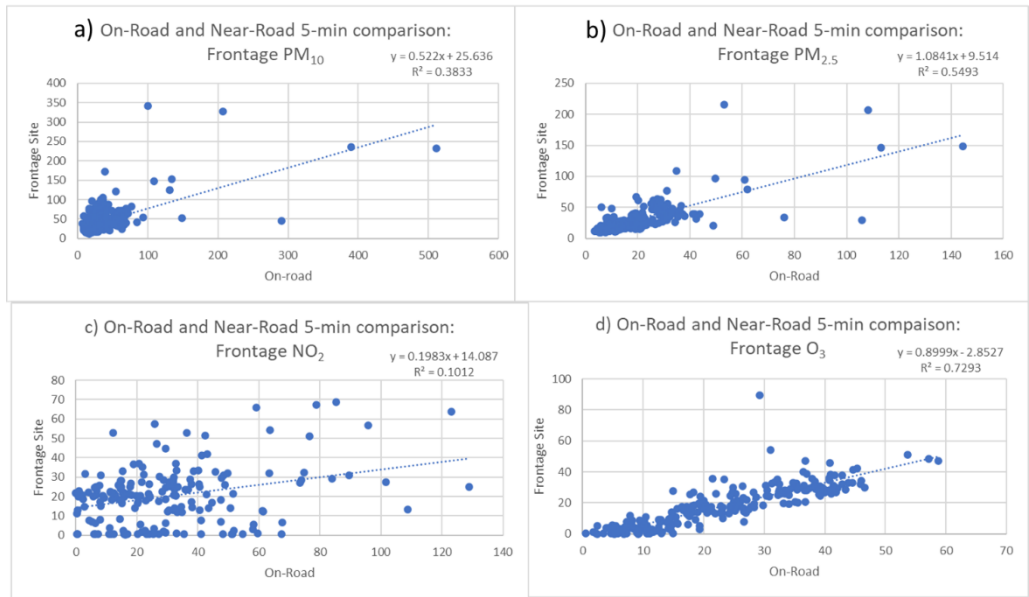 a) On-Road and Near-Road 5-min comparison:
Frontage PM10
y = 0.522x + 25.636
R² = 0.3833
400
350
300
250
200
150
100
50
0
Frontage Site
0 100 200 300 400 500 600
On-road
b) On-Road and Near-Road 5-min comparison:
Frontage PM2.5
y = 1.0841x + 9.514
R² = 0.5493
250
200
150
100
50
0
Frontage Site
0 20 40 60 80 100 120 140 160
On-Road
c) On-Road and Near-Road 5-min comparison:
Frontage NO2
y = 0.1983x + 14.087
R² = 0.1012
80
70
60
50
40
30
20
10
0
Frontage Site
0 20 40 60 80 100 120 140
On-Road
d) On-Road and Near-Road 5-min compaison:
Frontage O3
y = 0.8999x - 2.8527
R² = 0.7293
100
80
60
40
20
0
Frontage Site
0 10 20 30 40 50 60 70
On-Road